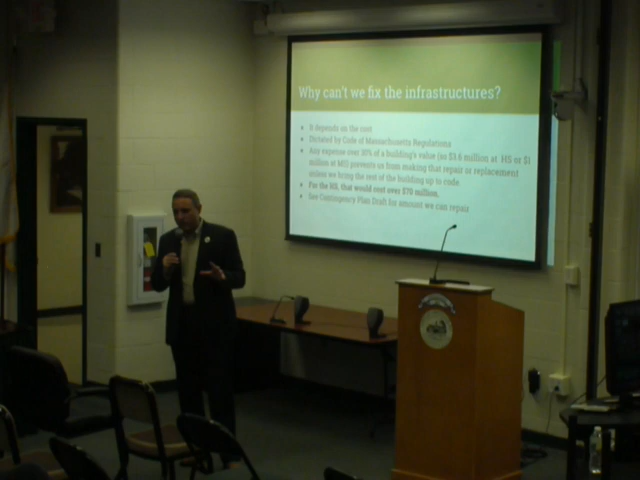 Why can't we fix the infrastructures?
It depends on the cost
Dictated by Code of Massachusetts Regulations
Any expense over 30% of a building's value (so $3.6 million at HS or $1
million at MS) prevents us from making that repair or replacement
unless we bring the rest of the building up to code
For the HS, that would cost over $70 million.
See Contingency Plan Draft for amount we can repair